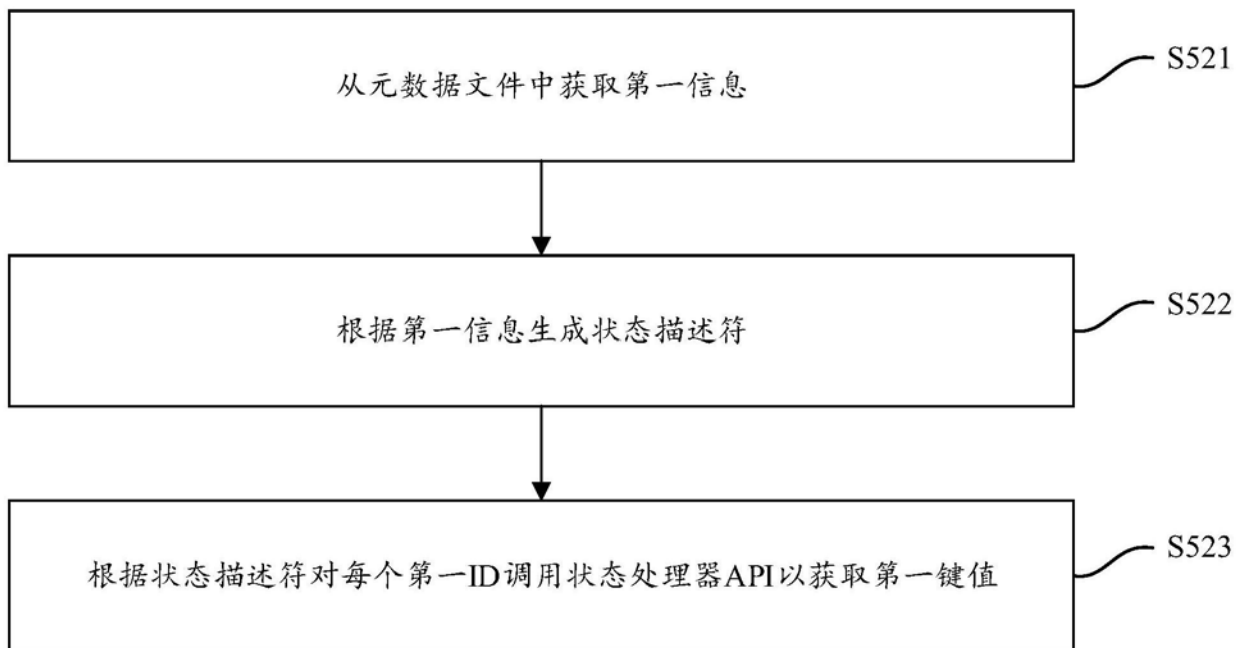 从元数据文件中获取第一信息
S521
根据第一信息生成状态描述符
S522
根据状态描述符对每个第一ID调用状态处理器API以获取第一键值
S523